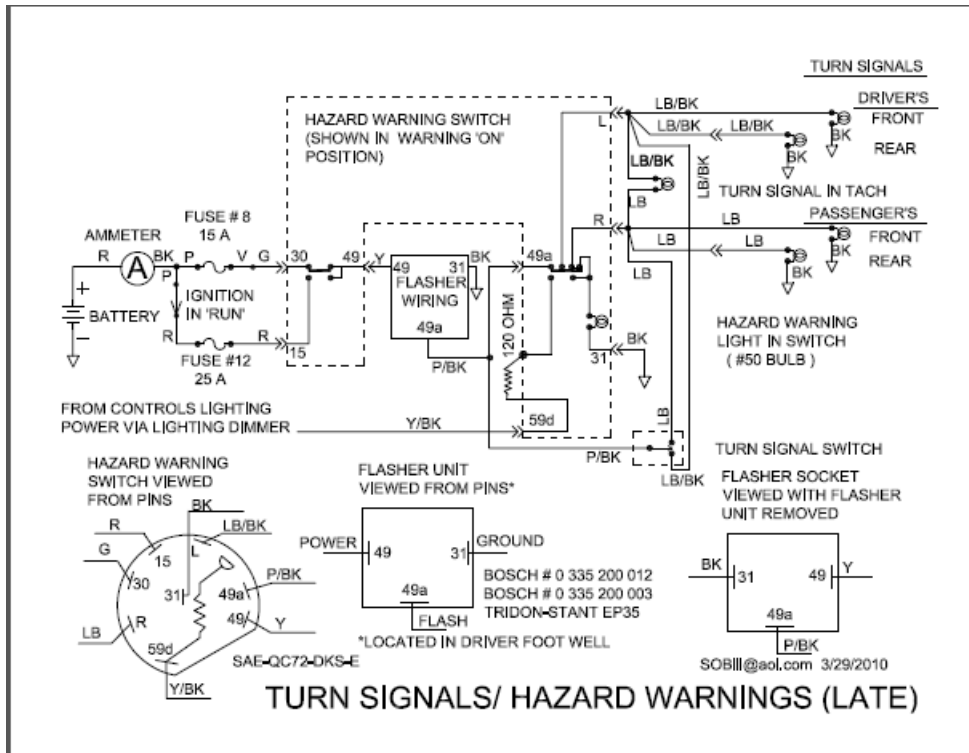 TURN SIGNALS
HAZARD WARNING SWITCH
(SHOWN IN WARNING 'ON'
POSITION)
LB/BK
DRIVER'S
L
LB/BK
LB/BK
FRONT
BK
BK
REAR
LB/BK
LB/BK
LB
TURN SIGNAL IN TACH
FUSE # 8
15 A
R
LB
PASSENGER'S
AMMETER
LB
LB
FRONT
BK
BK
REAR
R
A
BK
P
V
G
30
49
Y
49
31
BK
49a
LB
P
FLASHER
WIRING
+
BATTERY
IGNITION
IN 'RUN'
49a
120 OHM
HAZARD WARNING
LIGHT IN SWITCH
( #50 BULB )
−
R
R
15
31
BK
FUSE #12
25 A
P/BK
FROM CONTROLS LIGHTING
POWER VIA LIGHTING DIMMER
Y/BK
59d
LB
P/BK
TURN SIGNAL SWITCH
LB/BK
HAZARD WARNING
SWITCH VIEWED
FROM PINS
BK
R
LB/BK
G
15
L
30
31
P/BK
49a
R
49
Y
LB
59d
SAE-QC72-DKS-E
Y/BK
FLASHER UNIT
VIEWED FROM PINS*
POWER
49
31
GROUND
49a
FLASH
BOSCH # 0 335 200 012
BOSCH # 0 335 200 003
TRIDON-STANT EP35
*LOCATED IN DRIVER FOOT WELL
FLASHER SOCKET
VIEWED WITH FLASHER
UNIT REMOVED
BK
31
49
Y
49a
P/BK
SOBIII@aol.com 3/29/2010
TURN SIGNALS/ HAZARD WARNINGS (LATE)